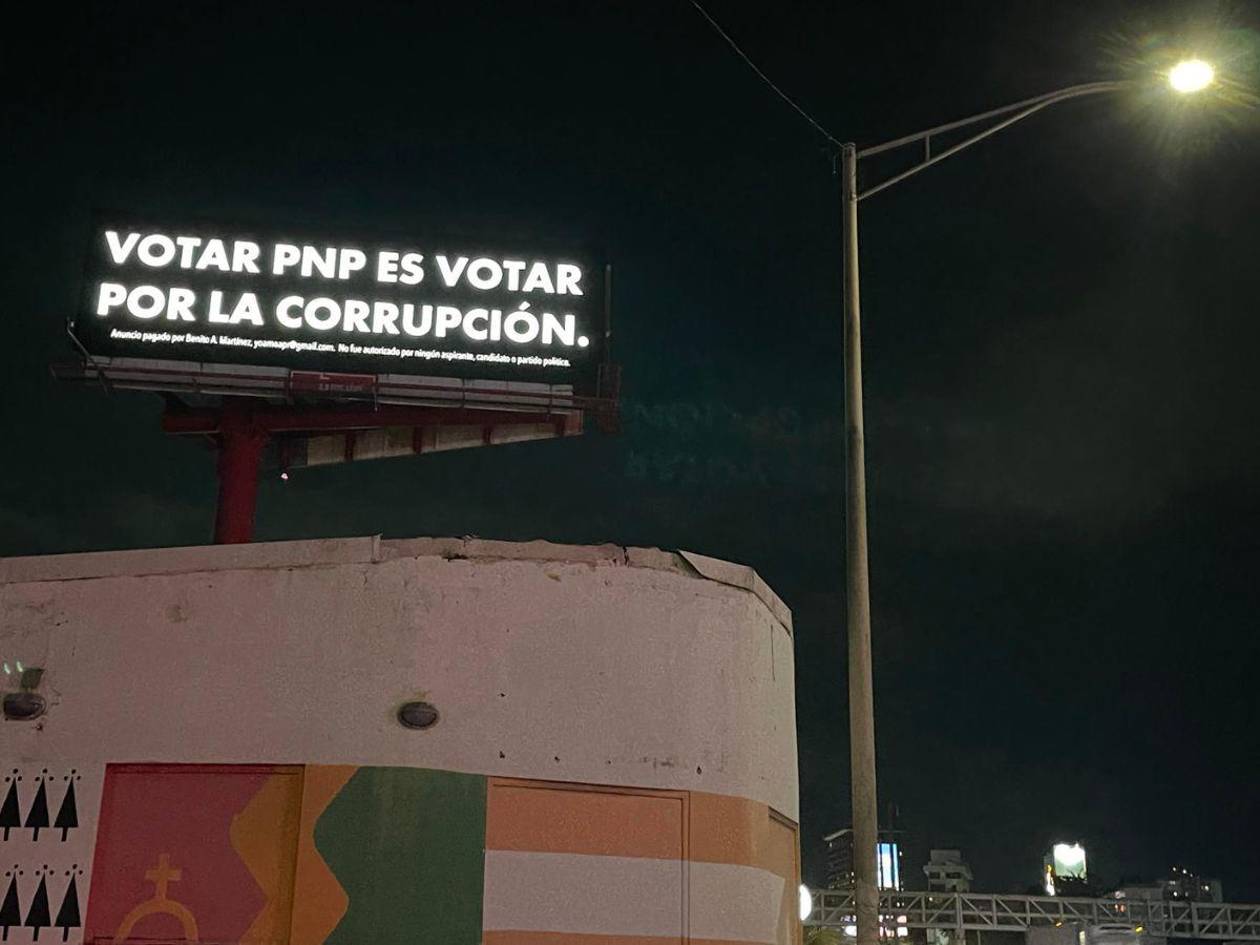 VOTAR PNP ES VOTAR
POR LA CORRUPCIÓN.
Anuncio pagado por Benito A. Martínez, yoamoapr@gmail.com. No fue autorizado por ningún aspirante, candidato o partido político.